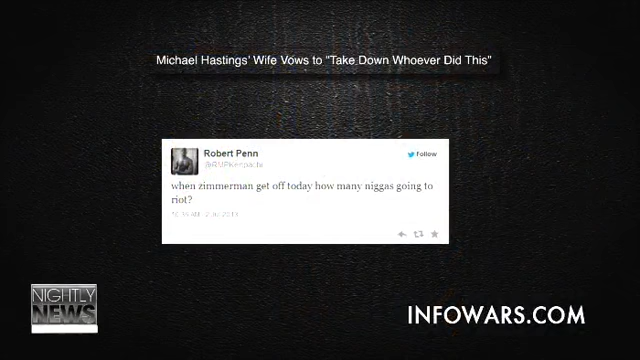 Michael Hastings' Wife Vows to "Take Down Whoever Did This"
Robert Penn
Follow
when zimmerman get off today how many niggas going to
riot?
NIGHTLY
NEWS
INFOWARS.COM